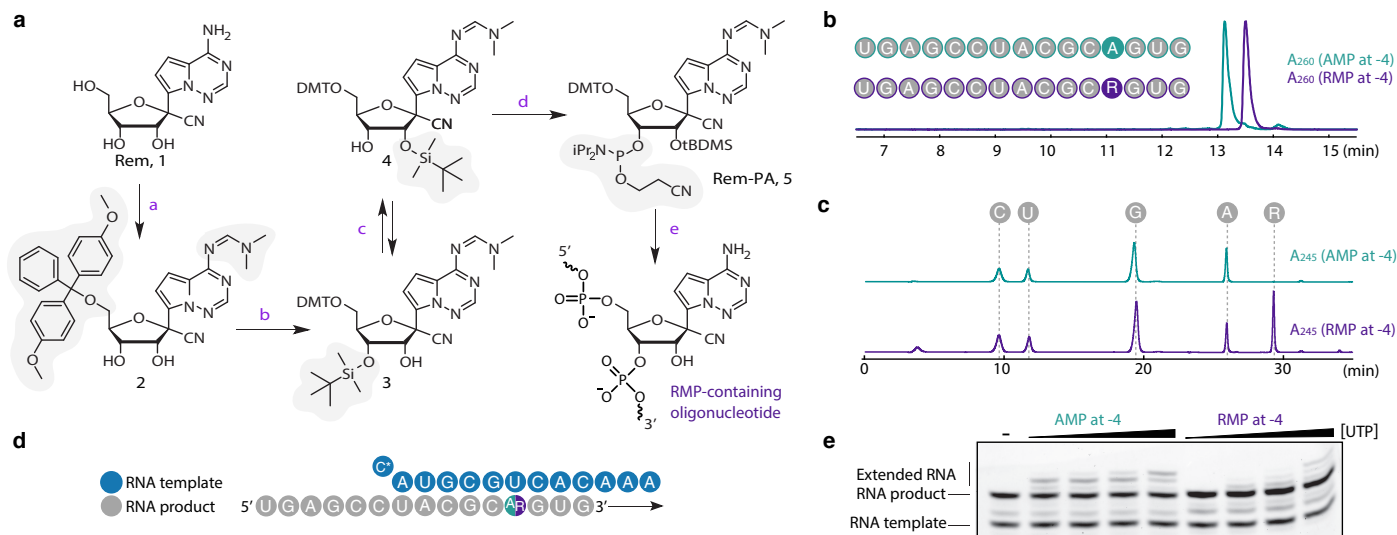 a
NH₂
N
N
N
HO
O
CN
HO OH
Rem, 1
a
O
O
O
N
N
N
N
N
O
CN
HO OH
2
b
N
N
N
N
N
DMTO
O
CN
O OH
Si
3
c
N
N
N
N
N
DMTO
O
CN
HO O
Si
4
d
N
N
N
N
N
DMTO
O
CN
O OtBDMS
iPr₂N P
O
CN
Rem-PA, 5
e
5′
O=P O
O⁻
NH₂
N
N
N
O
CN
O OH
O
P
⁻O O
3′
RMP-containing
oligonucleotide
b
UGAGCCUACGCAGUG
UGAGCCUACGCRGUG
A260 (AMP at -4)
A260 (RMP at -4)
7 8 9 10 11 12 13 14 15 (min)
c
C U G A R
A245 (AMP at -4)
A245 (RMP at -4)
0 10 20 30 (min)
d
RNA template
RNA product
C*
AUGCGUCACAAA
5′ UGAGCCUACGCARGUG 3′
e
– AMP at -4 RMP at -4 [UTP]
Extended RNA
RNA product
RNA template